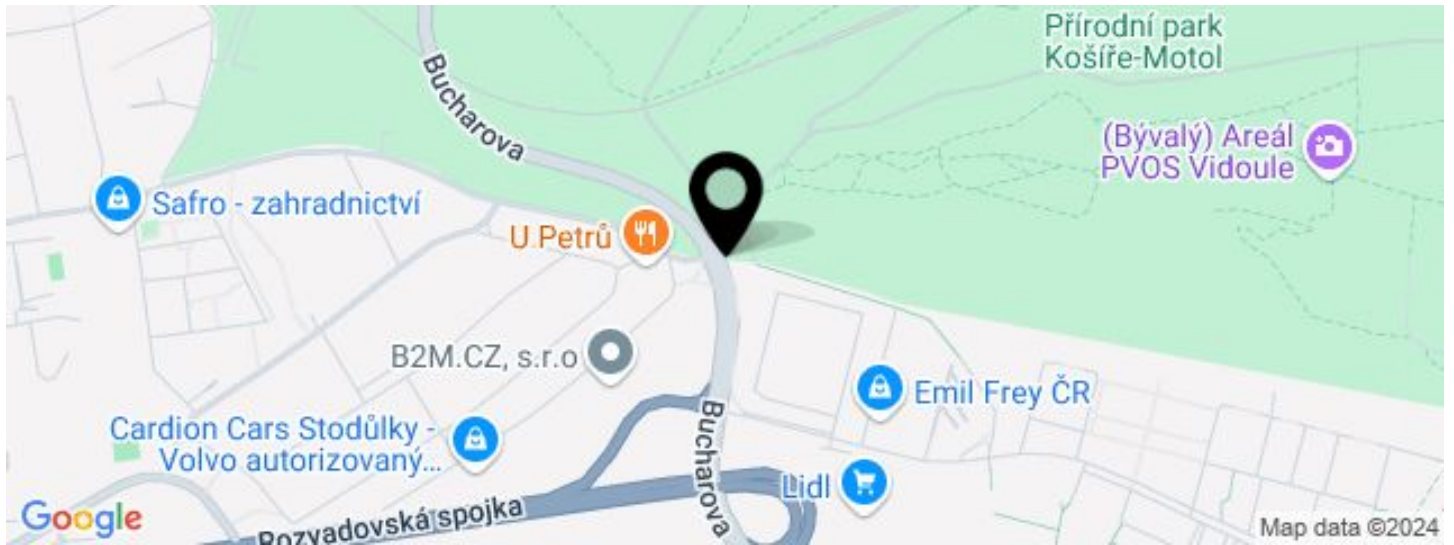 Přírodní park
Košíře-Motol
Bucharova
(Bývalý) Areál
PVOS Vidoule
Safro - zahradnictví
U Petrů
B2M.CZ, s.r.o
Emil Frey ČR
Bucharova
Cardion Cars Stodůlky -
Volvo autorizovaný...
Lidl
Rozvadovská spojka
Google
Map data ©2024